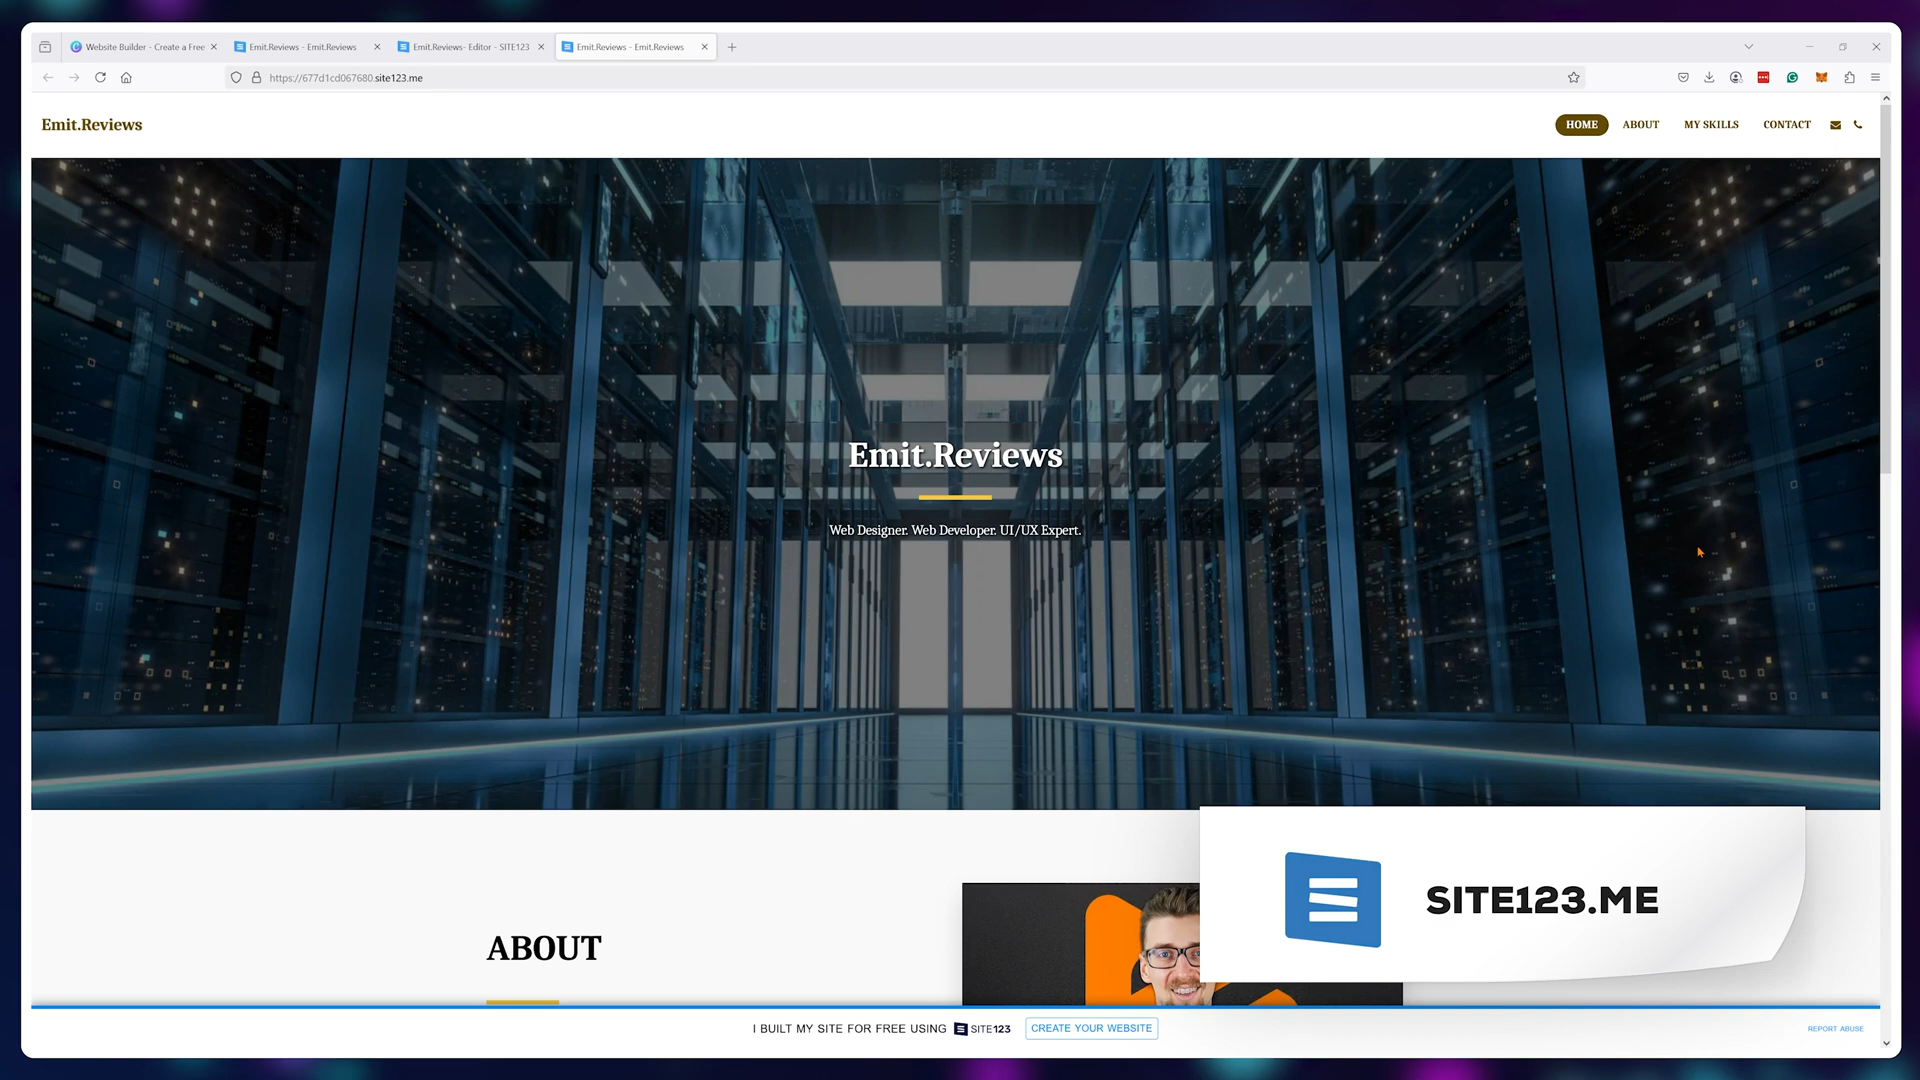 Website Builder - Create a Free
Emit.Reviews - Emit.Reviews
Emit.Reviews- Editor - SITE123
Emit.Reviews - Emit.Reviews
https://677d1cd067680.site123.me
Emit.Reviews
HOME
ABOUT
MY SKILLS
CONTACT
Emit.Reviews
Web Designer. Web Developer. UI/UX Expert.
ABOUT
SITE123.ME
I BUILT MY SITE FOR FREE USING SITE123
CREATE YOUR WEBSITE
REPORT ABUSE